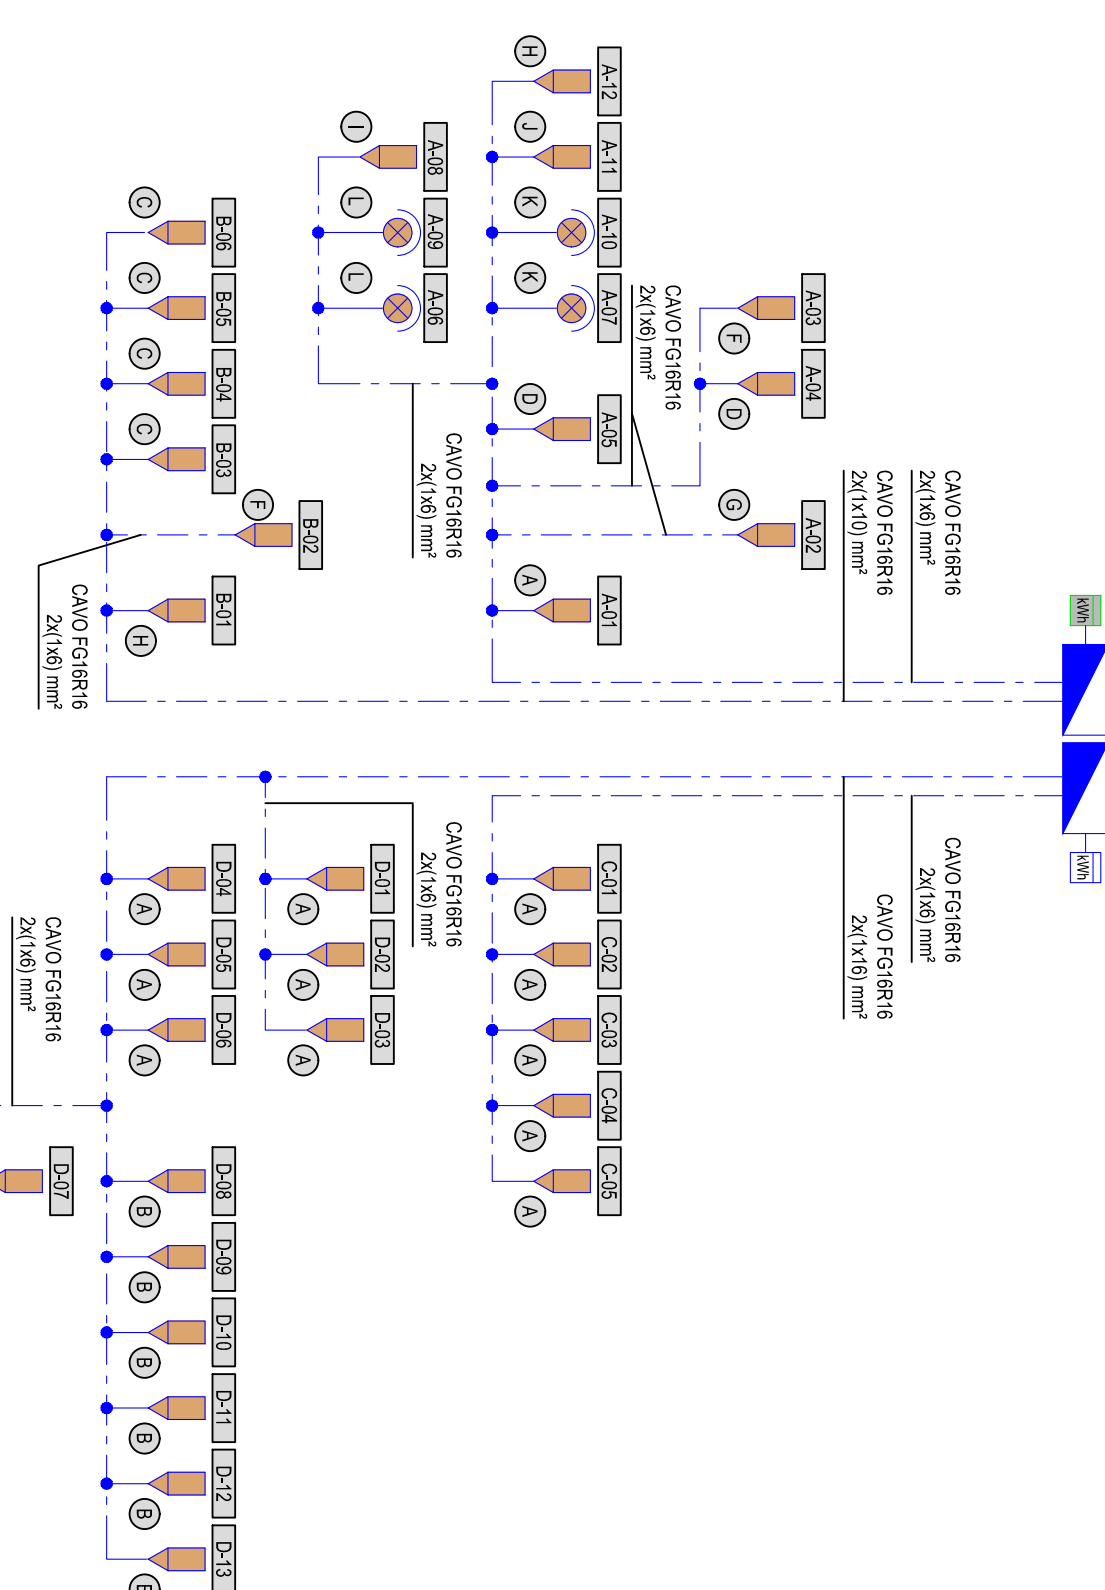 kWh
CAVO FG16R16
2x(1x6) mm²
CAVO FG16R16
2x(1x10) mm²
CAVO FG16R16
2x(1x6) mm²
CAVO FG16R16
2x(1x16) mm²
kWh
A-03
A-04
A-02
F
D
G
CAVO FG16R16
2x(1x6) mm²
A-12
A-11
A-10
A-07
A-05
A-01
H
J
K
K
D
A
C-01
C-02
C-03
C-04
C-05
A
A
A
A
A
CAVO FG16R16
2x(1x6) mm²
CAVO FG16R16
2x(1x6) mm²
A-08
A-09
A-06
I
L
L
D-01
D-02
D-03
A
A
A
B-02
F
B-06
B-05
B-04
B-03
B-01
C
C
C
C
H
D-04
D-05
D-06
D-08
D-09
D-10
D-11
D-12
D-13
A
A
A
B
B
B
B
B
CAVO FG16R16
2x(1x6) mm²
CAVO FG16R16
2x(1x6) mm²
D-07